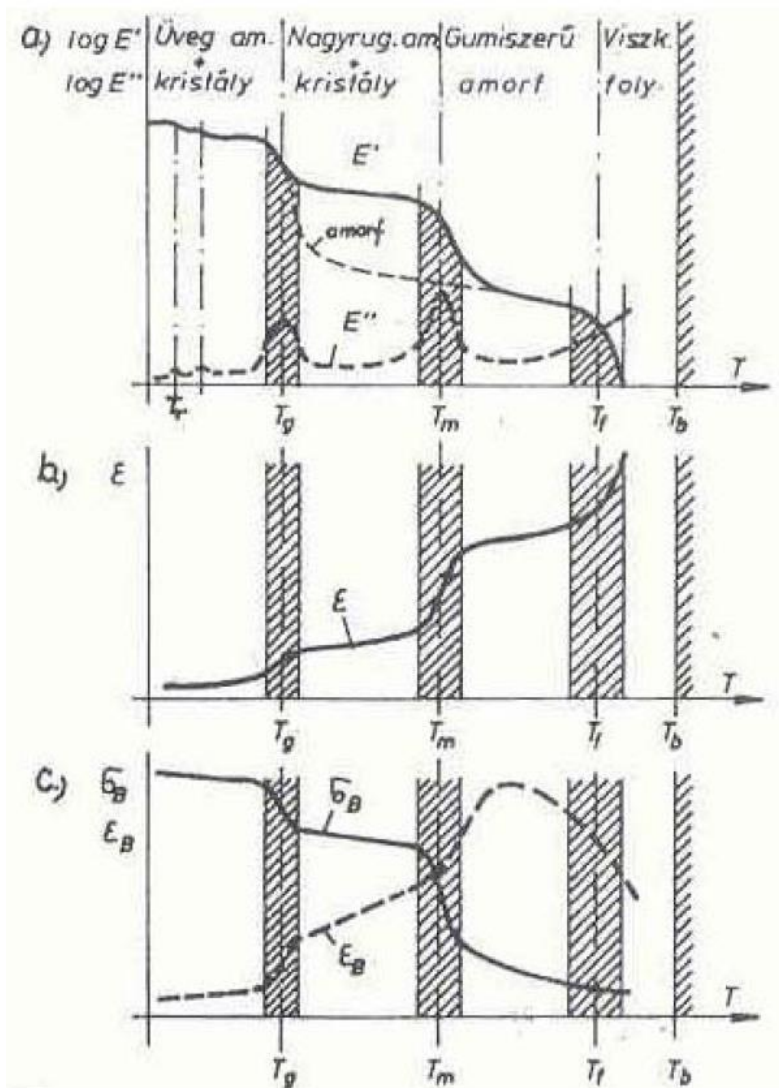 a) log E' Üveg am. Nagyrug.am Gumiszerű Viszk.
+ +
log E" kristály kristály amorf foly
E'
amorf
E"
T
Tr Tg Tm Tf Tb
b.) ε
ε
T
Tg Tm Tf Tb
c.) σB σB
εB
εB
T
Tg Tm Tf Tb